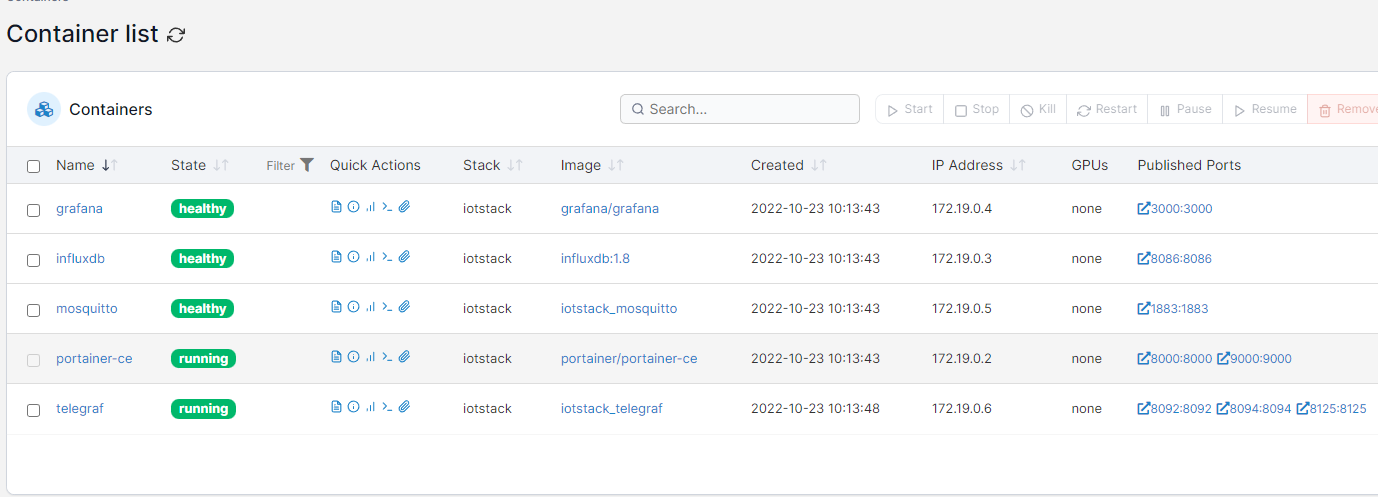 Containers
Container list
Containers
Search...
Start Stop Kill Restart Pause Resume Remove
Name State Filter Quick Actions Stack Image Created IP Address GPUs Published Ports
grafana healthy iotstack grafana/grafana 2022-10-23 10:13:43 172.19.0.4 none 3000:3000
influxdb healthy iotstack influxdb:1.8 2022-10-23 10:13:43 172.19.0.3 none 8086:8086
mosquitto healthy iotstack iotstack_mosquitto 2022-10-23 10:13:43 172.19.0.5 none 1883:1883
portainer-ce running iotstack portainer/portainer-ce 2022-10-23 10:13:43 172.19.0.2 none 8000:8000 9000:9000
telegraf running iotstack iotstack_telegraf 2022-10-23 10:13:48 172.19.0.6 none 8092:8092 8094:8094 8125:8125